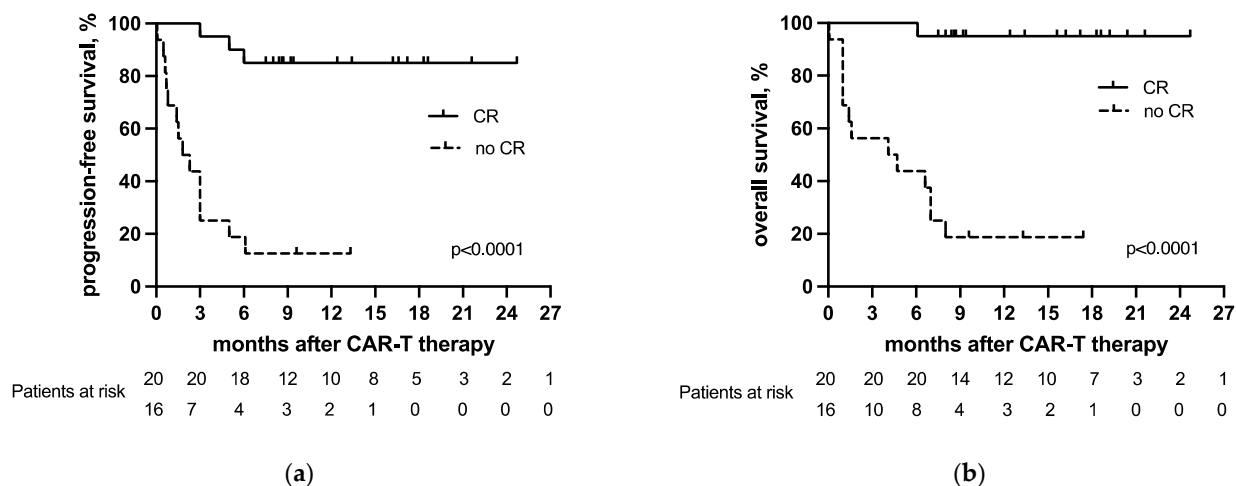 100
80
60
40
20
0
progression-free survival, %
CR
no CR
p<0.0001
0 3 6 9 12 15 18 21 24 27
months after CAR-T therapy
Patients at risk
20 20 18 12 10 8 5 3 2 1
16 7 4 3 2 1 0 0 0 0
(a)
100
80
60
40
20
0
overall survival, %
CR
no CR
p<0.0001
0 3 6 9 12 15 18 21 24 27
months after CAR-T therapy
Patients at risk
20 20 20 14 12 10 7 3 2 1
16 10 8 4 3 2 1 0 0 0
(b)